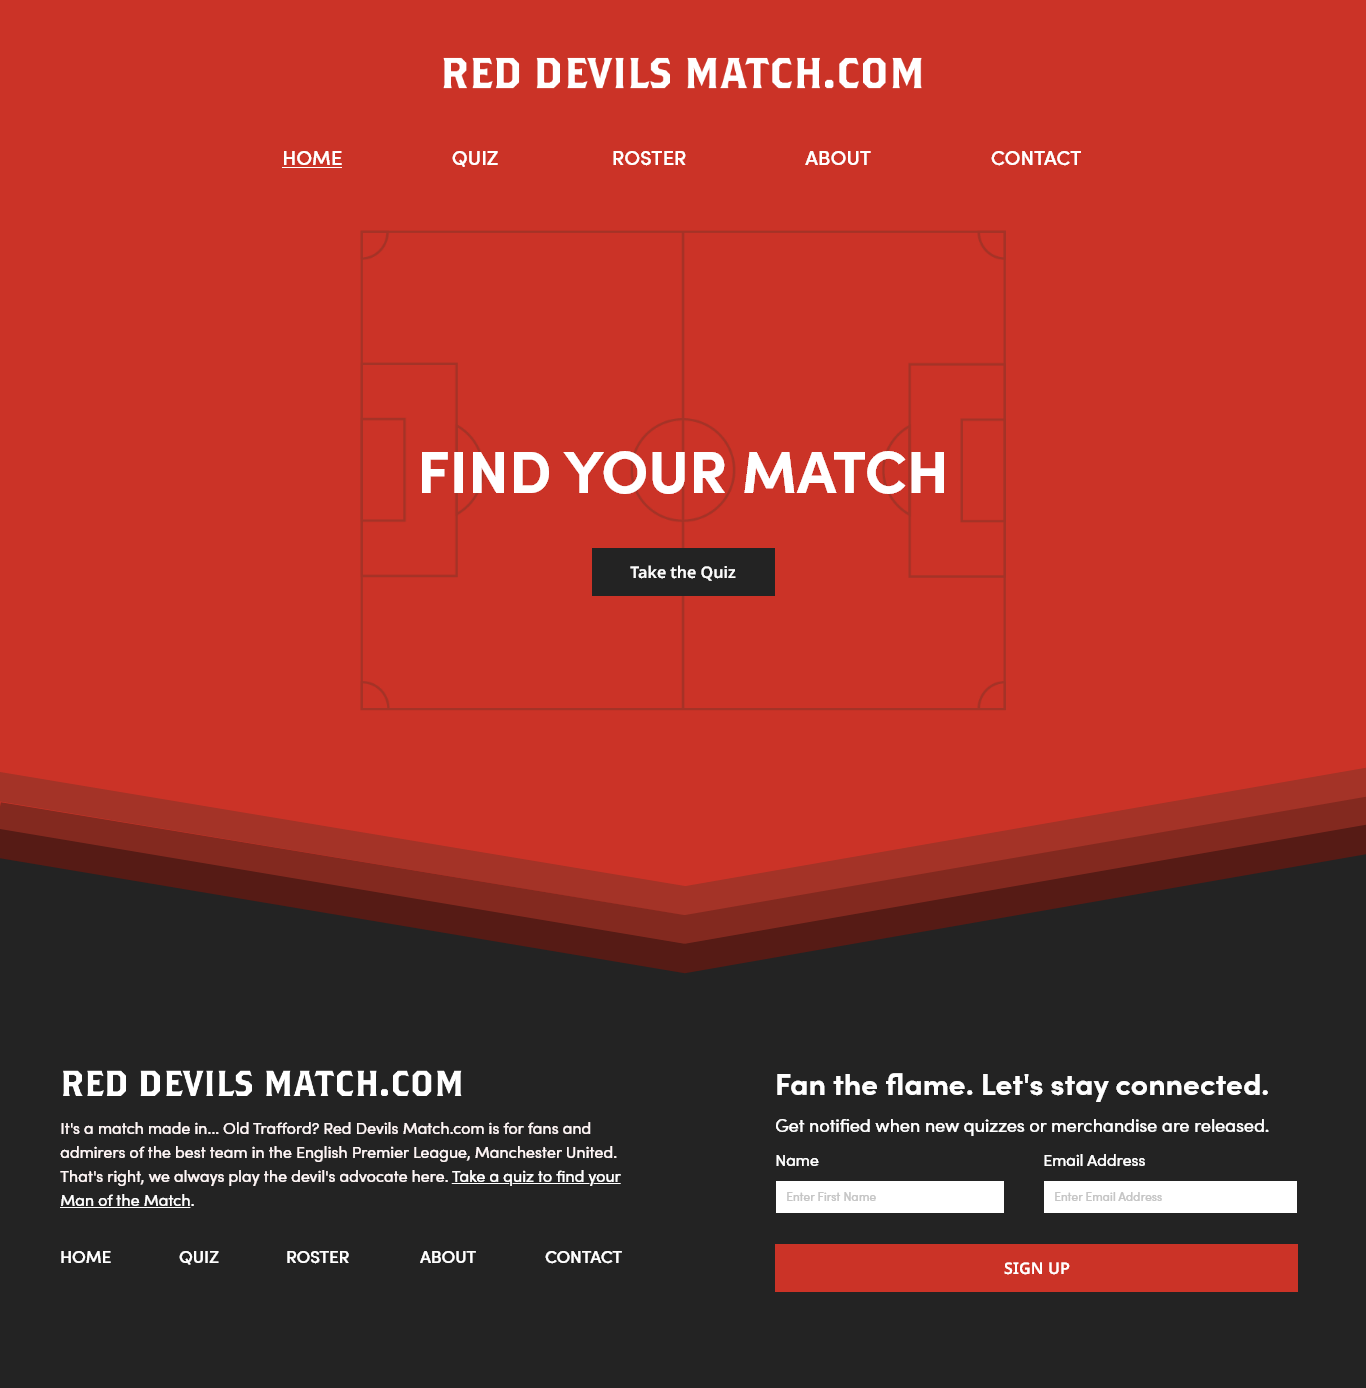 RED DEVILS MATCH.COM
HOME QUIZ ROSTER ABOUT CONTACT
FIND YOUR MATCH
Take the Quiz
RED DEVILS MATCH.COM
It's a match made in... Old Trafford? Red Devils Match.com is for fans and
admirers of the best team in the English Premier League, Manchester United.
That's right, we always play the devil's advocate here. Take a quiz to find your
Man of the Match.
HOME QUIZ ROSTER ABOUT CONTACT
Fan the flame. Let's stay connected.
Get notified when new quizzes or merchandise are released.
Name Email Address
Enter First Name Enter Email Address
SIGN UP